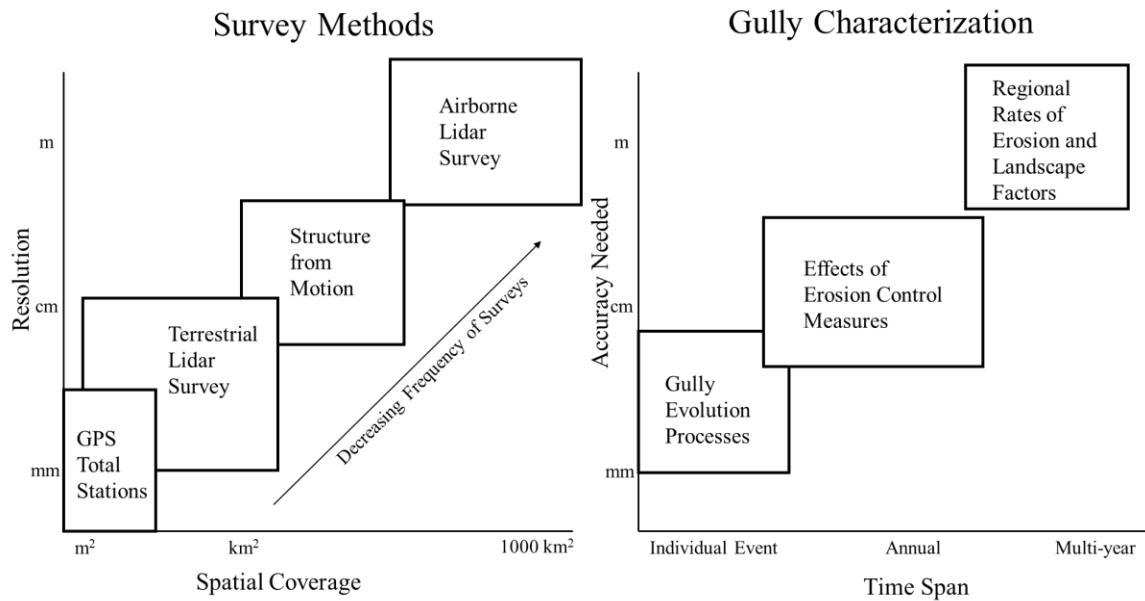 Survey Methods
Resolution
m
cm
mm
Airborne
Lidar
Survey
Structure
from
Motion
Terrestrial
Lidar
Survey
GPS
Total
Stations
Decreasing Frequency of Surveys
m²
km²
1000 km²
Spatial Coverage
Gully Characterization
Accuracy Needed
m
cm
mm
Regional
Rates of
Erosion and
Landscape
Factors
Effects of
Erosion Control
Measures
Gully
Evolution
Processes
Individual Event
Annual
Multi-year
Time Span